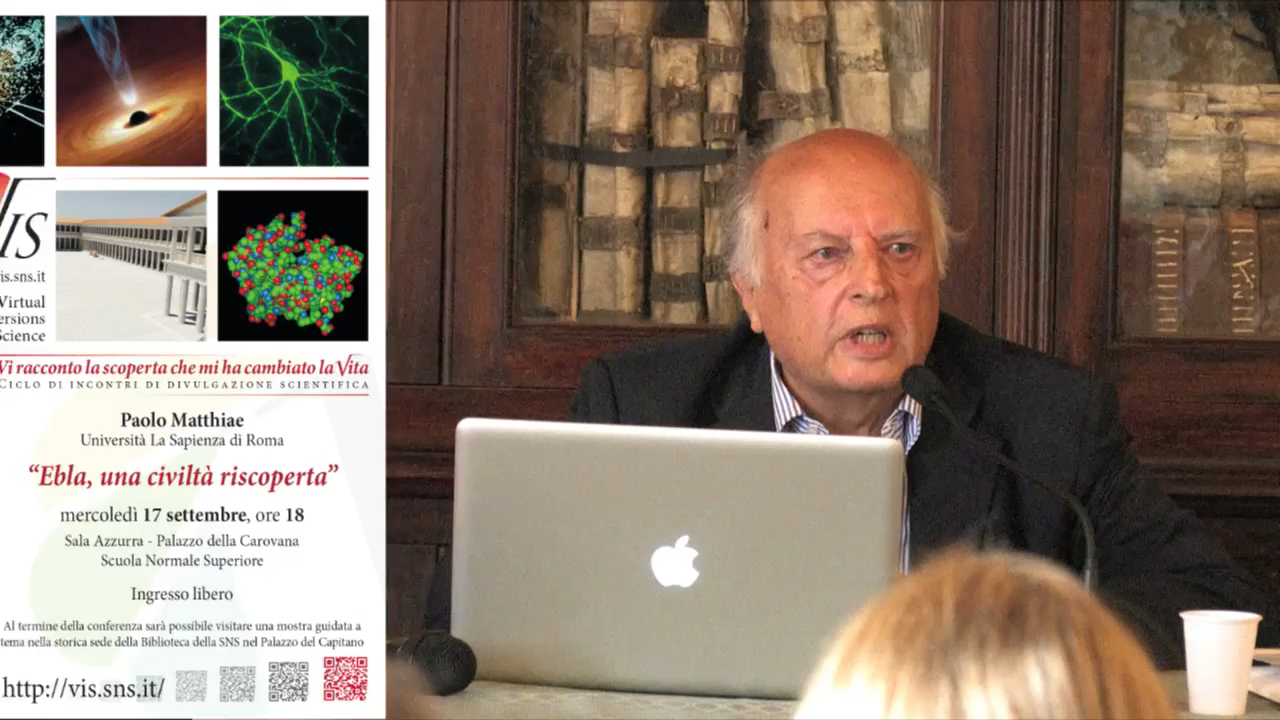 IS
is.sns.it
Virtual
ersions
Science
Vi racconto la scoperta che mi ha cambiato la Vita
CICLO DI INCONTRI DI DIVULGAZIONE SCIENTIFICA
Paolo Matthiae
Università La Sapienza di Roma
“Ebla, una civiltà riscoperta”
mercoledì 17 settembre, ore 18
Sala Azzurra - Palazzo della Carovana
Scuola Normale Superiore
Ingresso libero
Al termine della conferenza sarà possibile visitare una mostra guidata a
tema nella storica sede della Biblioteca della SNS nel Palazzo del Capitano
http://vis.sns.it/